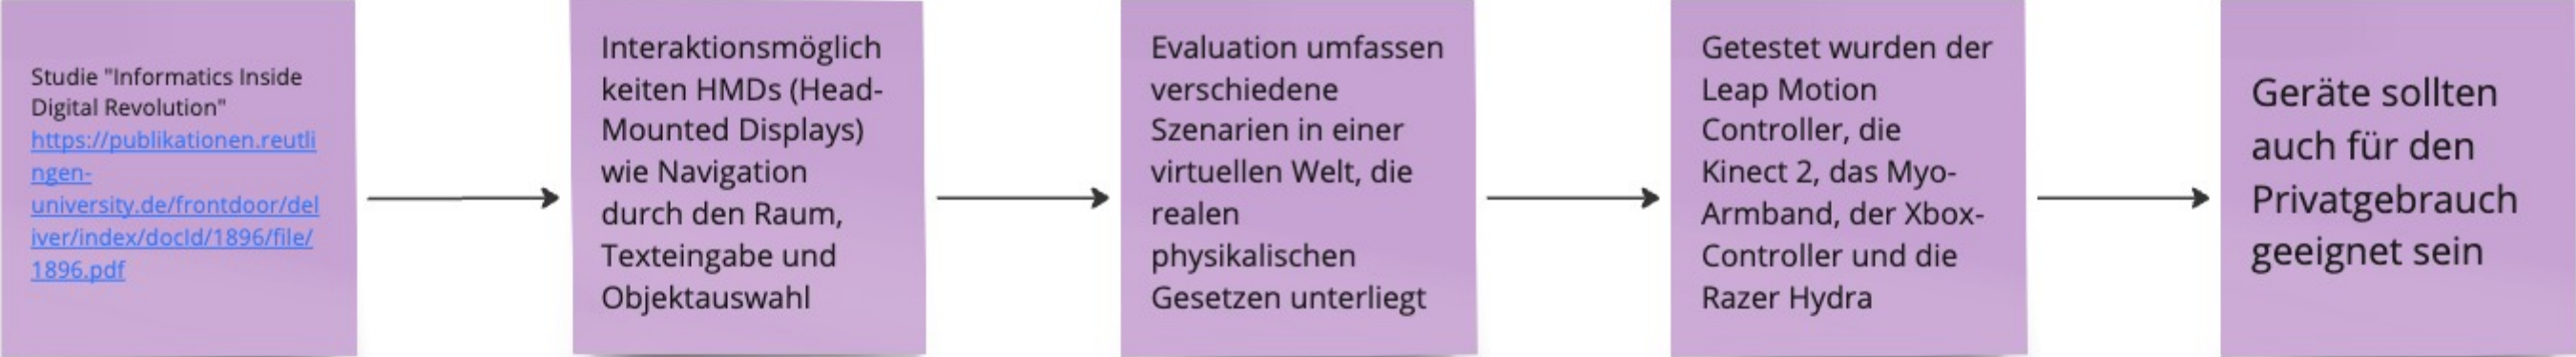 Studie "Informatics Inside
Digital Revolution"
https://publikationen.reutli
ngen-
university.de/frontdoor/del
iver/index/docId/1896/file/
1896.pdf
Interaktionsmöglich
keiten HMDs (Head-
Mounted Displays)
wie Navigation
durch den Raum,
Texteingabe und
Objektauswahl
Evaluation umfassen
verschiedene
Szenarien in einer
virtuellen Welt, die
realen
physikalischen
Gesetzen unterliegt
Getestet wurden der
Leap Motion
Controller, die
Kinect 2, das Myo-
Armband, der Xbox-
Controller und die
Razer Hydra
Geräte sollten
auch für den
Privatgebrauch
geeignet sein